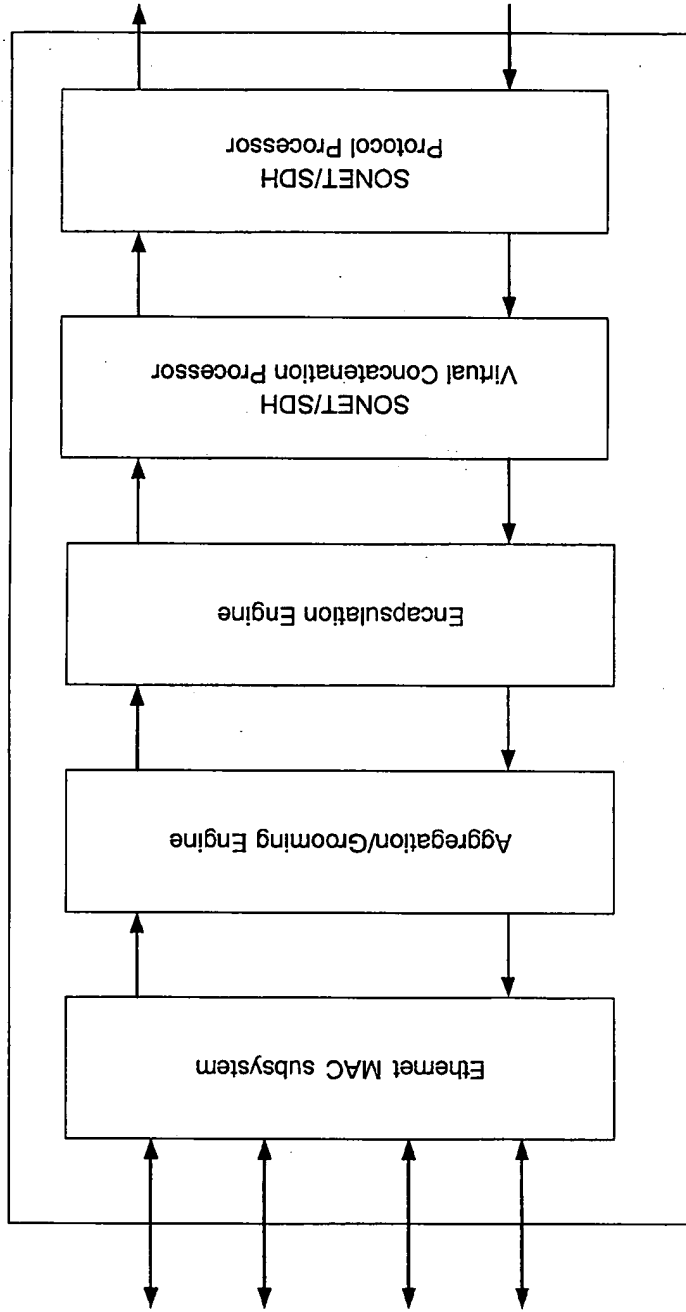 Ethernet MAC subsystem
Aggregation/Grooming Engine
Encapsulation Engine
SONET/SDH
Virtual Concatenation Processor
SONET/SDH
Protocol Processor